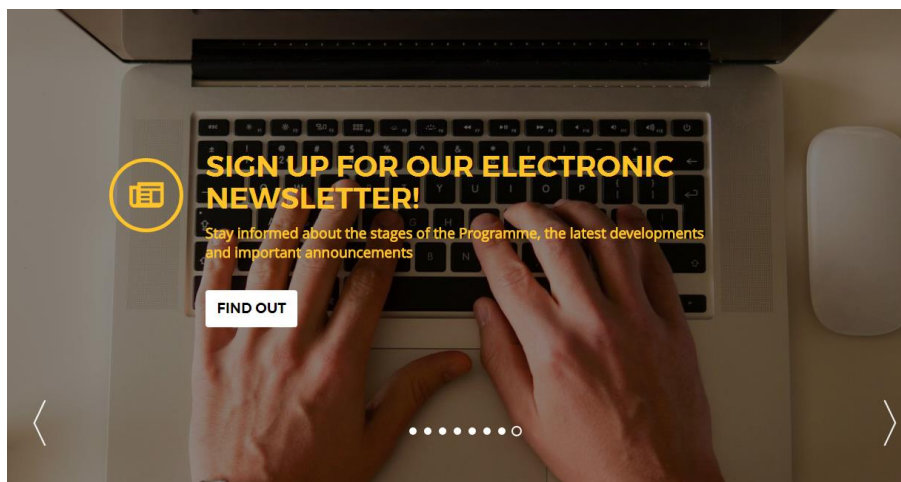 SIGN UP FOR OUR ELECTRONIC
NEWSLETTER!
Stay informed about the stages of the Programme, the latest developments
and important announcements
FIND OUT